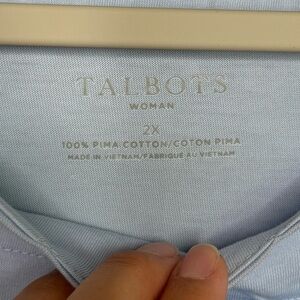 TALBOTS
WOMAN
2X
100% PIMA COTTON/COTON PIMA
MADE IN VIETNAM/FABRIQUÉ AU VIETNAM